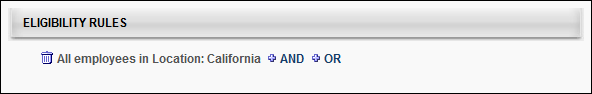 ELIGIBILITY RULES
All employees in Location: California AND OR